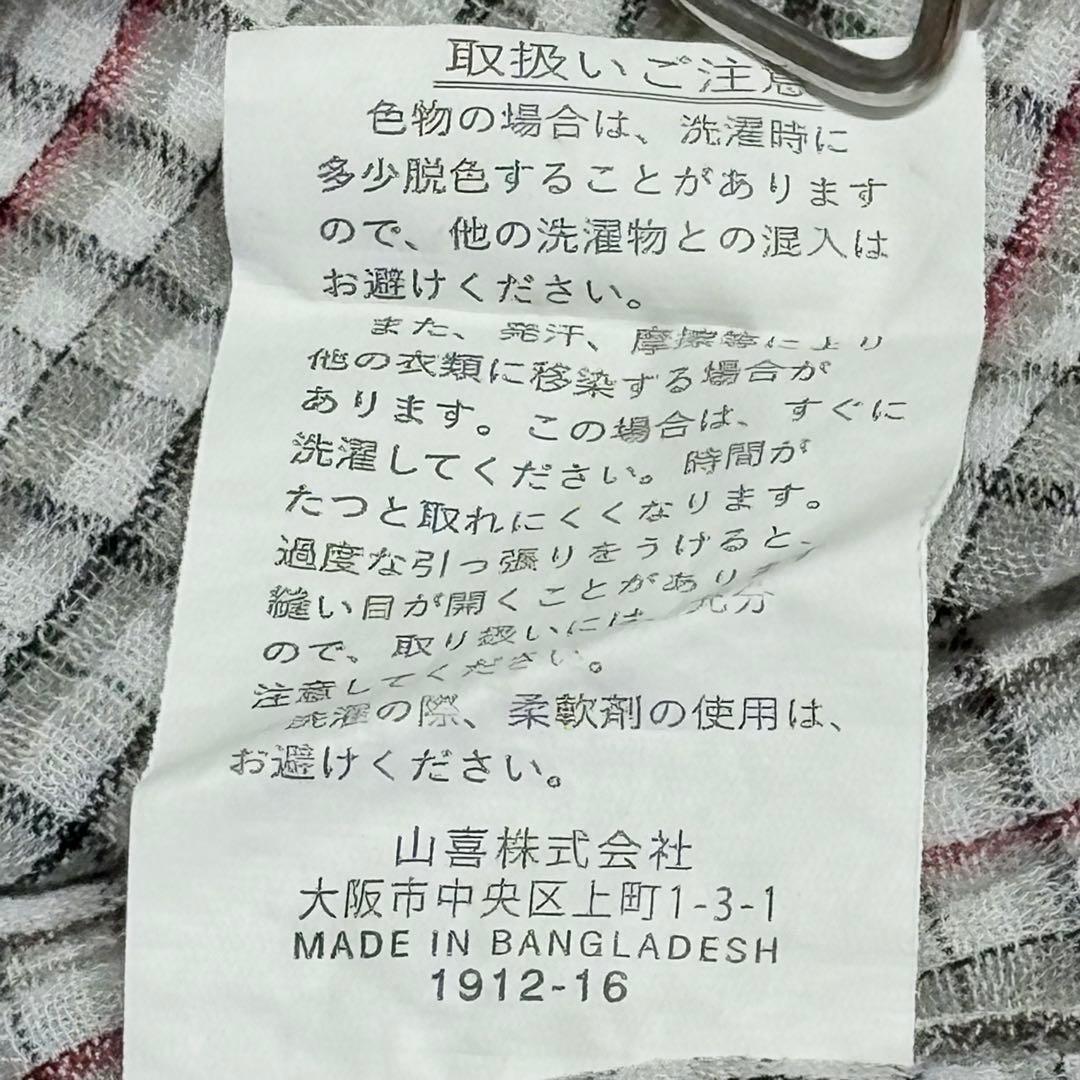 取扱いご注意
色物の場合は、洗濯時に
多少脱色することがあります
ので、他の洗濯物との混入は
お避けください。
また、発汗、摩擦等により
他の衣類に移染する場合が
あります。この場合は、すぐに
洗濯してください。時間が
たつと取れにくくなります。
過度な引っ張りをうけると、
縫い目が開くことがあります
ので、取り扱いには、充分
注意してください。
洗濯の際、柔軟剤の使用は、
お避けください。
山喜株式会社
大阪市中央区上町1-3-1
MADE IN BANGLADESH
1912-16